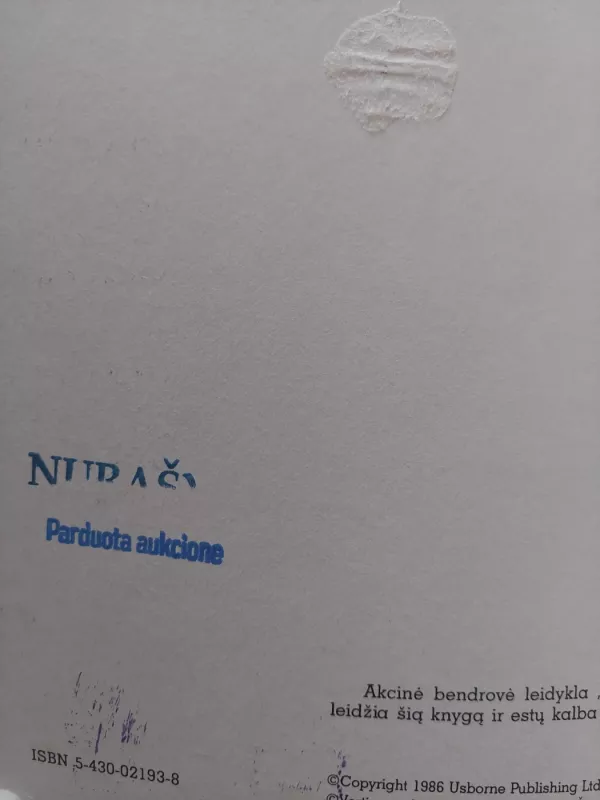 NURAŠY
Parduota aukcione
Akcinė bendrovė leidykla
leidžia šią knygą ir estų kalba
ISBN 5-430-02193-8
©Copyright 1986 Usborne Publishing Ltd